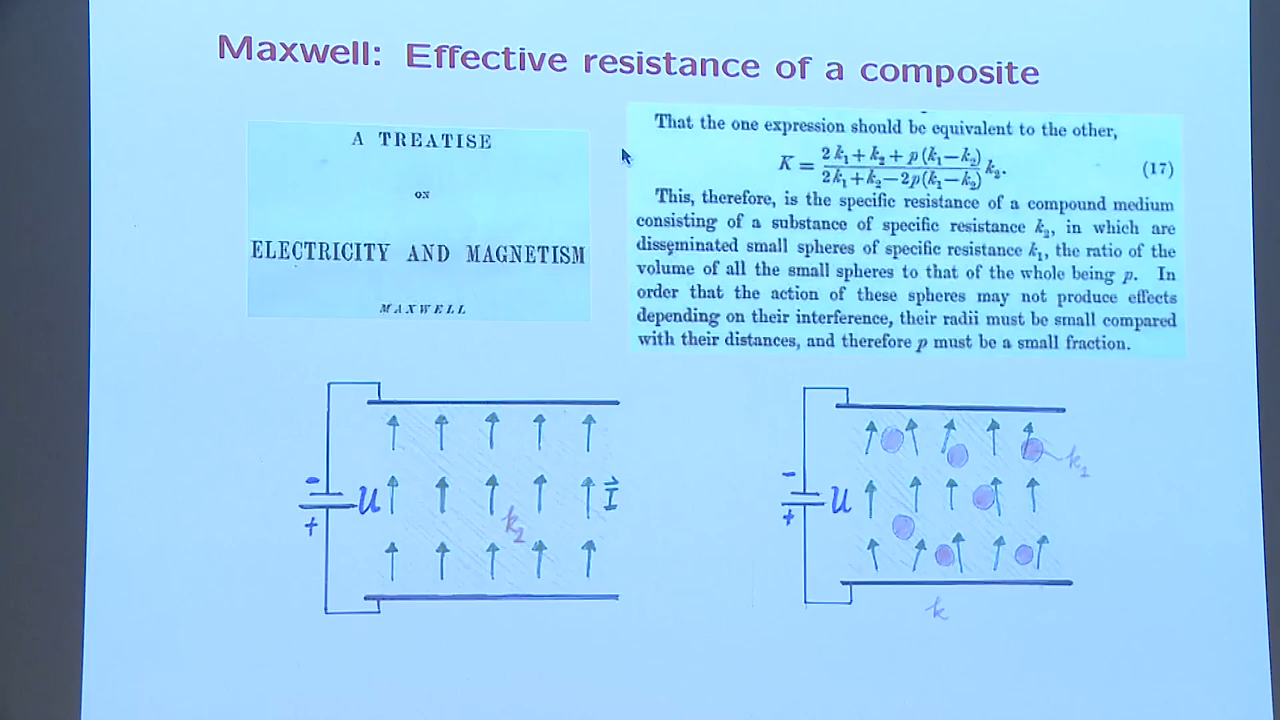 Maxwell: Effective resistance of a composite
A TREATISE
ON
ELECTRICITY AND MAGNETISM
MAXWELL
That the one expression should be equivalent to the other,
K = \frac{2k₁+k₂+p(k₁−k₂)}{2k₁+k₂−2p(k₁−k₂)} k₂. (17)
This, therefore, is the specific resistance of a compound medium
consisting of a substance of specific resistance k₂, in which are
disseminated small spheres of specific resistance k₁, the ratio of the
volume of all the small spheres to that of the whole being p. In
order that the action of these spheres may not produce effects
depending on their interference, their radii must be small compared
with their distances, and therefore p must be a small fraction.
- U I⃗
+
k₂
k₁
- U
+
k